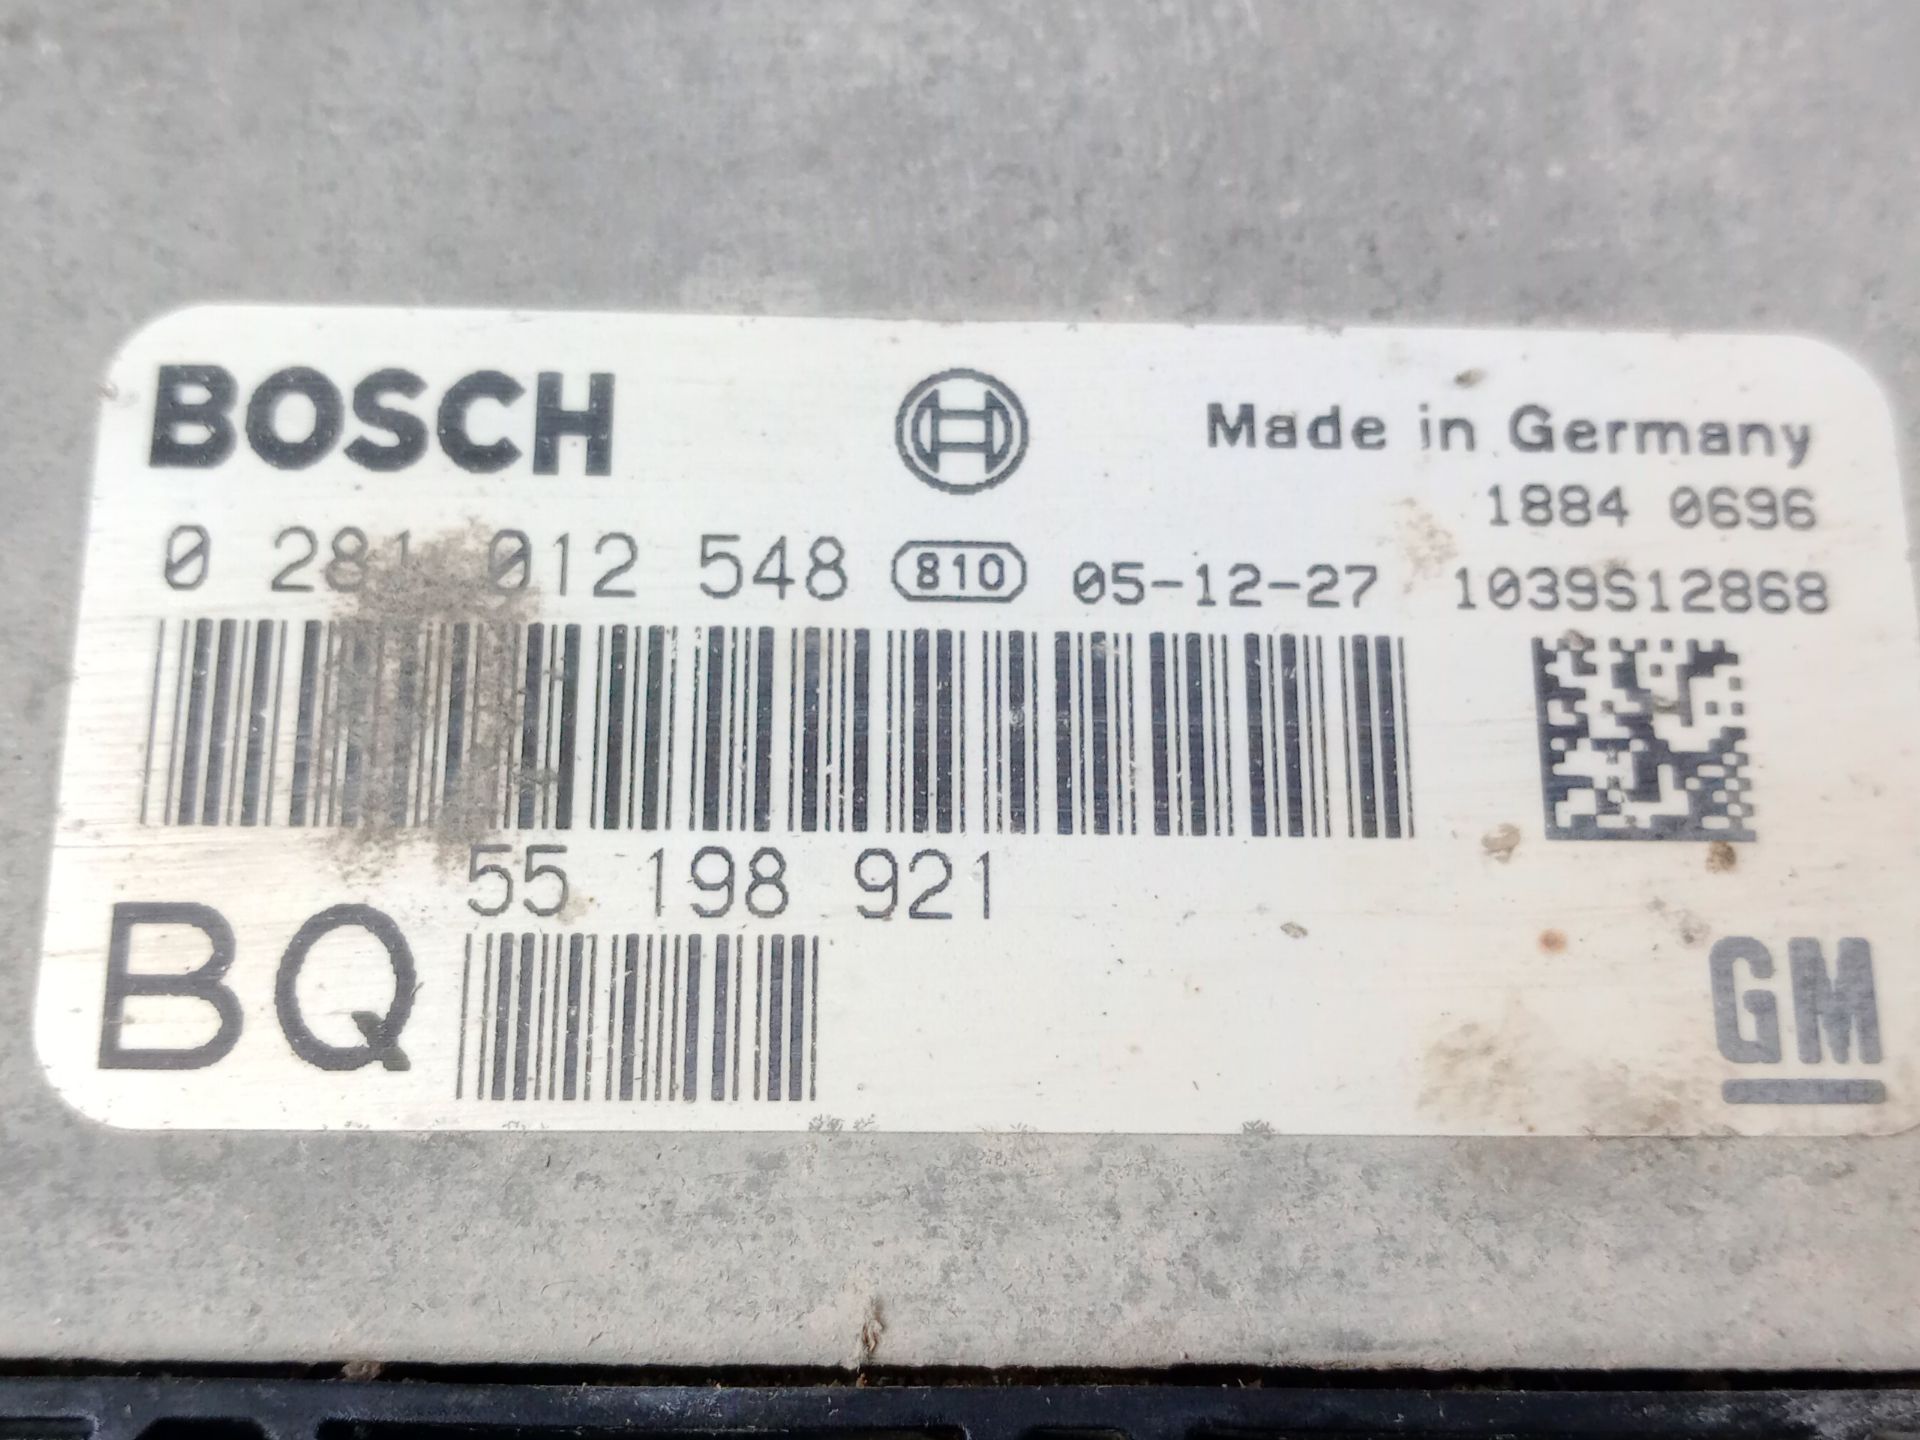 BOSCH
Made in Germany
1884 0696
0 281 012 548 810 05-12-27 1039S12868
55 198 921
BQ
GM